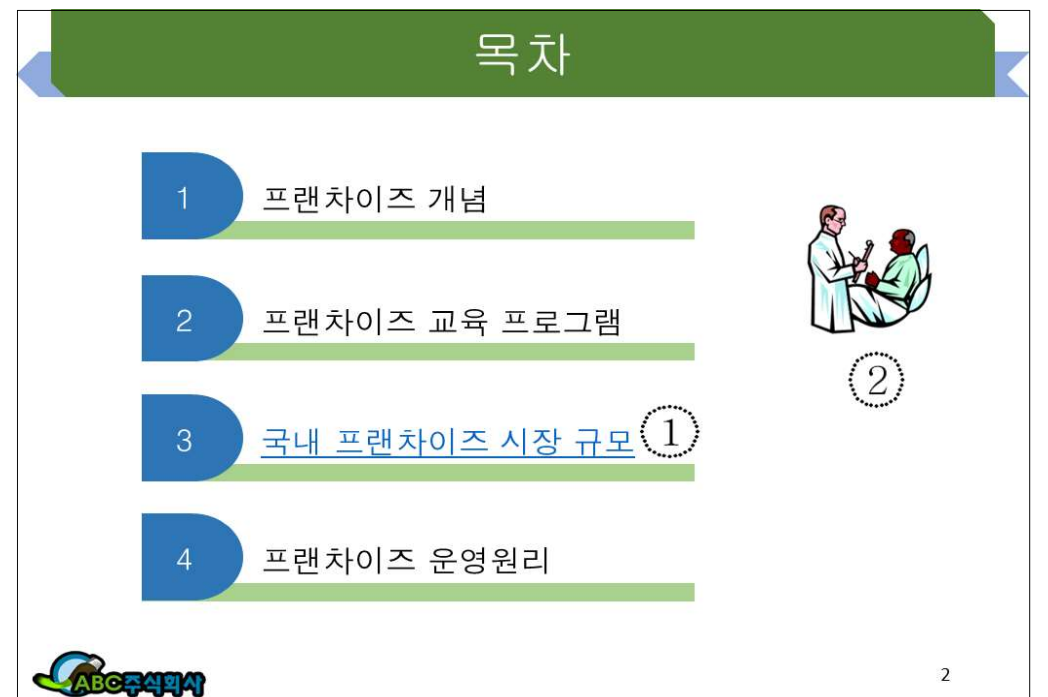 목차
1
프랜차이즈 개념
2
프랜차이즈 교육 프로그램
3
국내 프랜차이즈 시장 규모 ①
4
프랜차이즈 운영원리
②
ABC주식회사
2